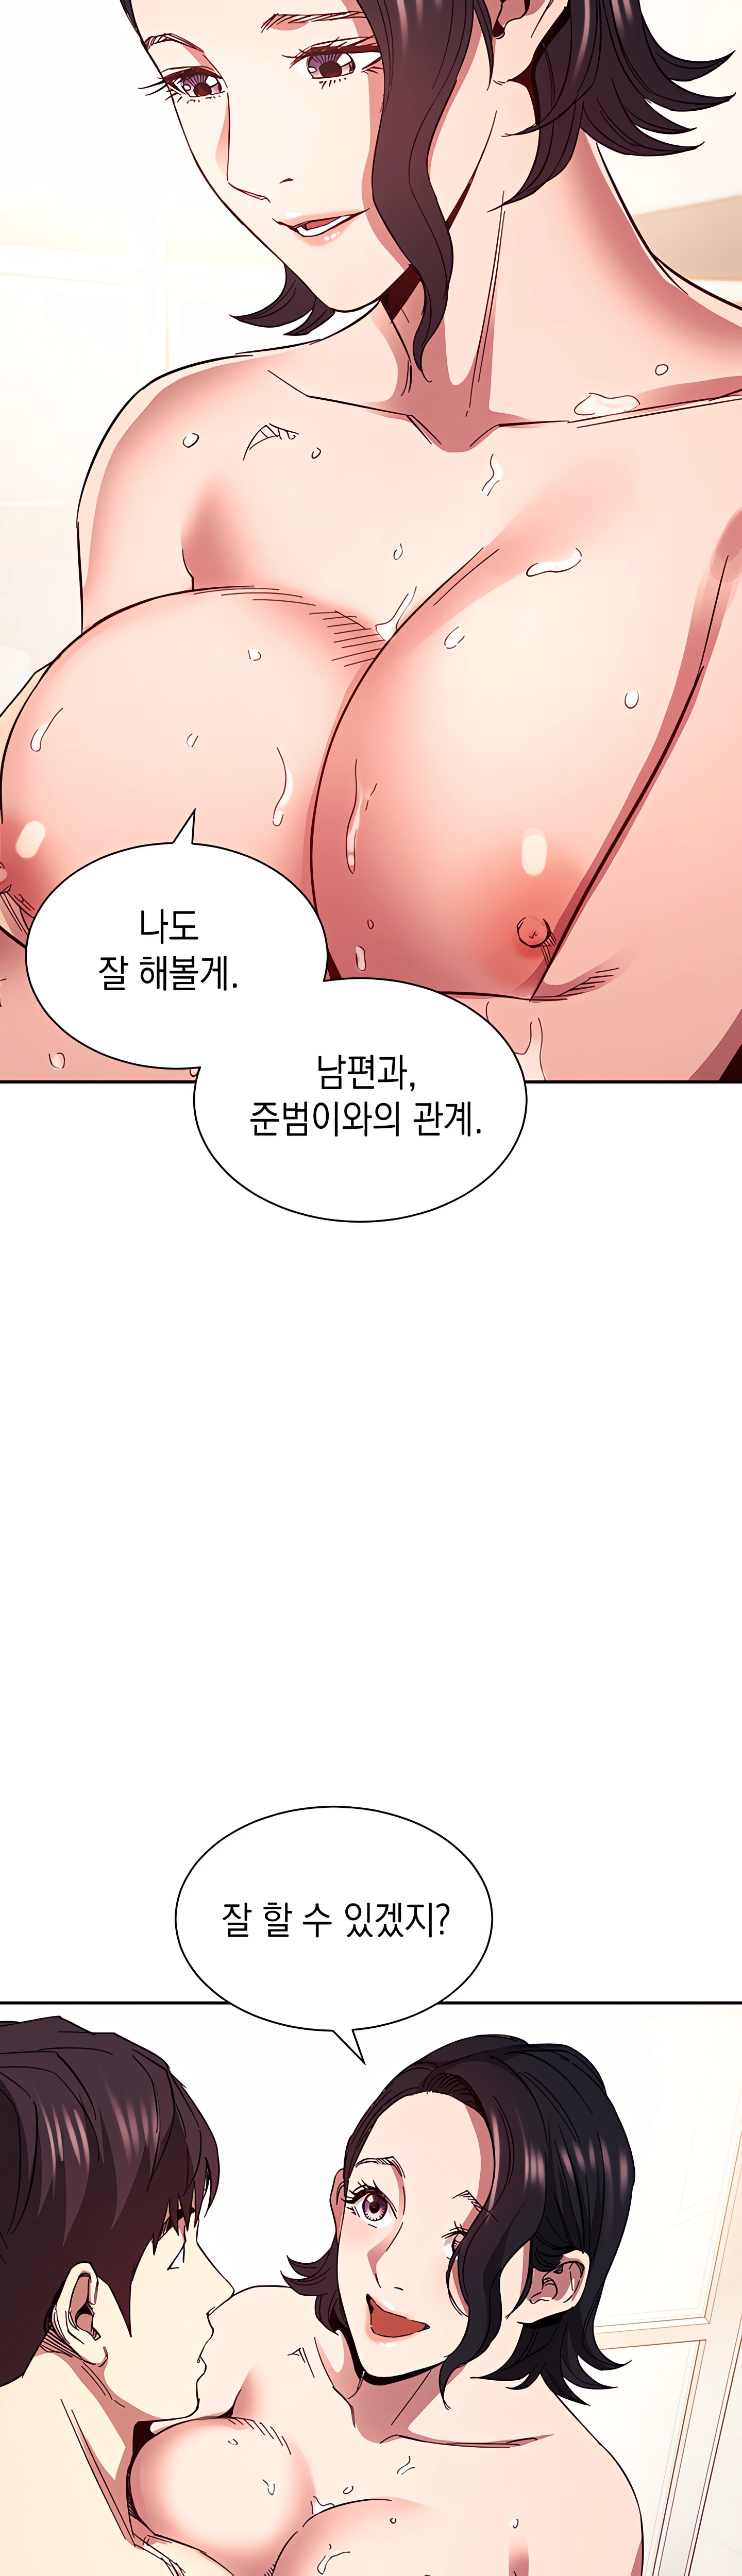 나도
잘 해볼게.
남편과,
준범이와의 관계.
잘 할 수 있겠지?